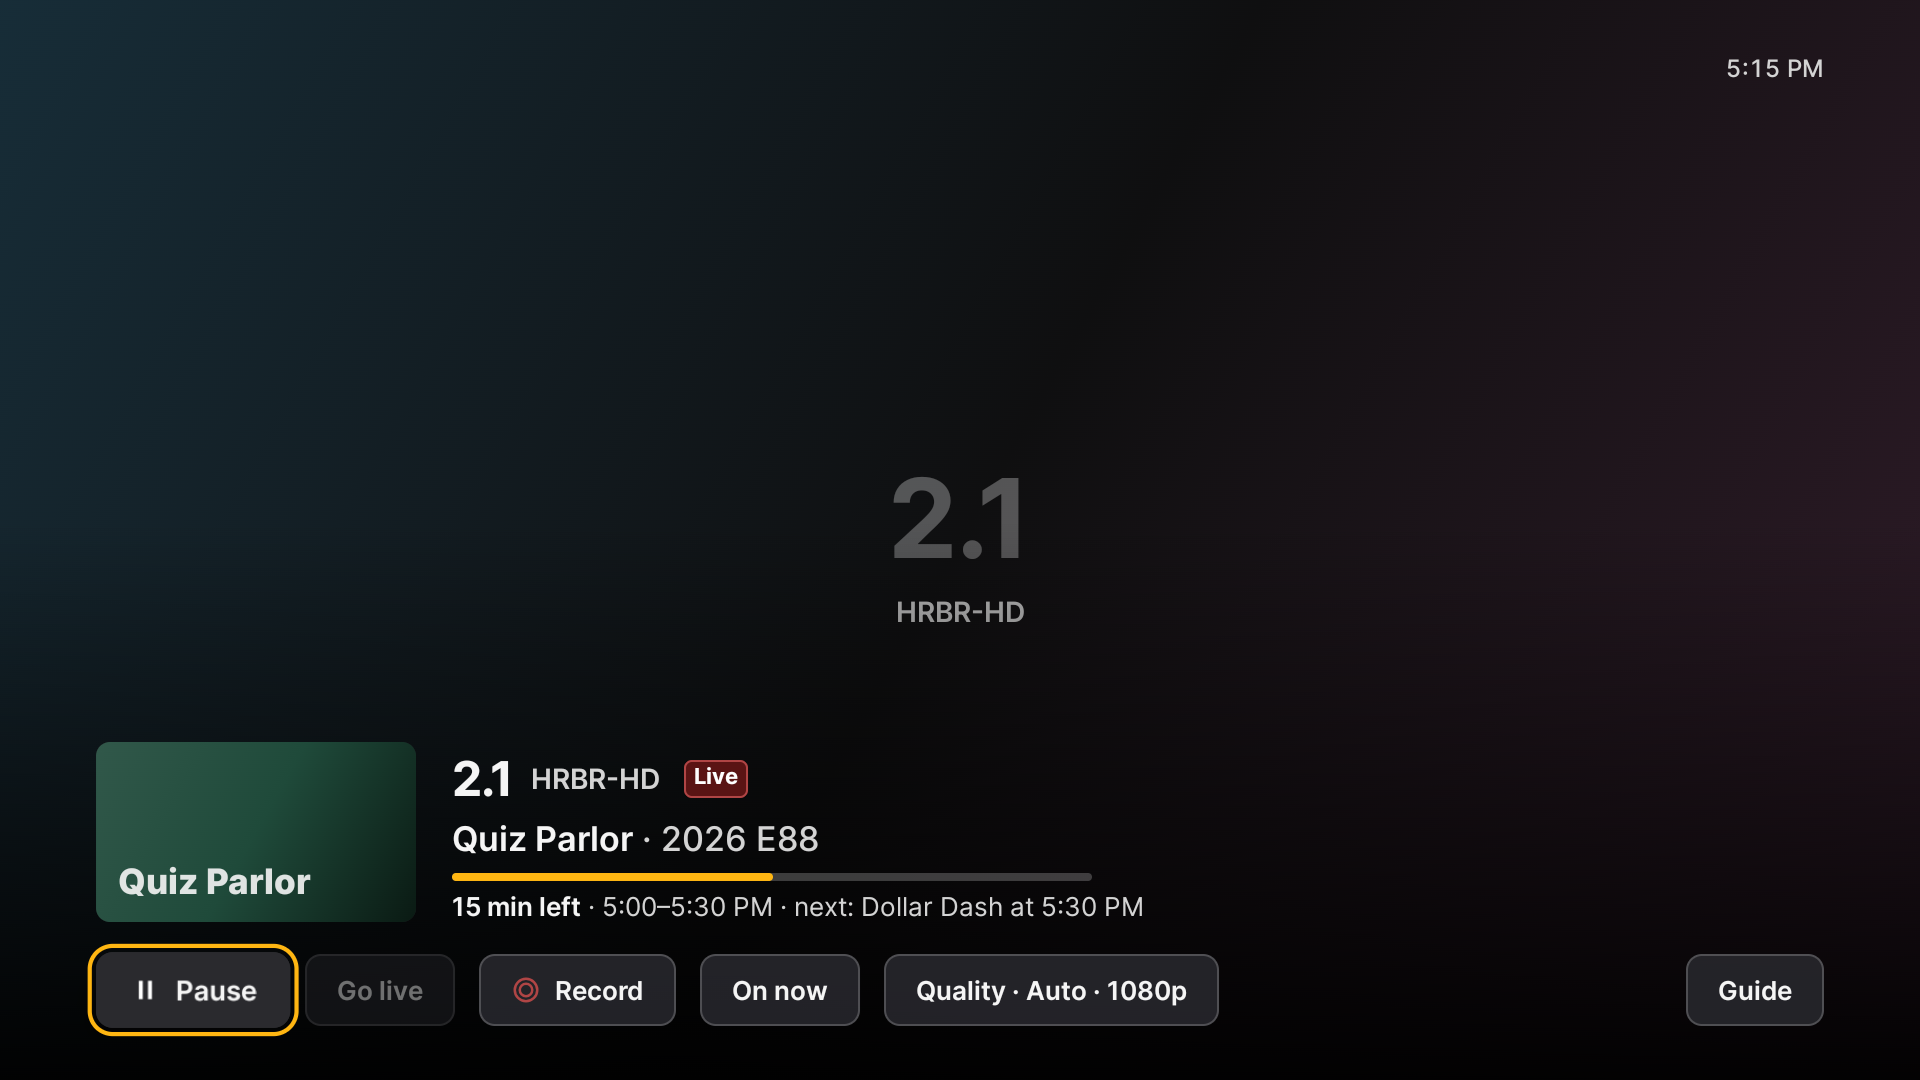 5:15 PM
2.1
HRBR-HD
Quiz Parlor
2.1 HRBR-HD Live
Quiz Parlor · 2026 E88
15 min left · 5:00–5:30 PM · next: Dollar Dash at 5:30 PM
Pause Go live Record On now Quality · Auto · 1080p Guide